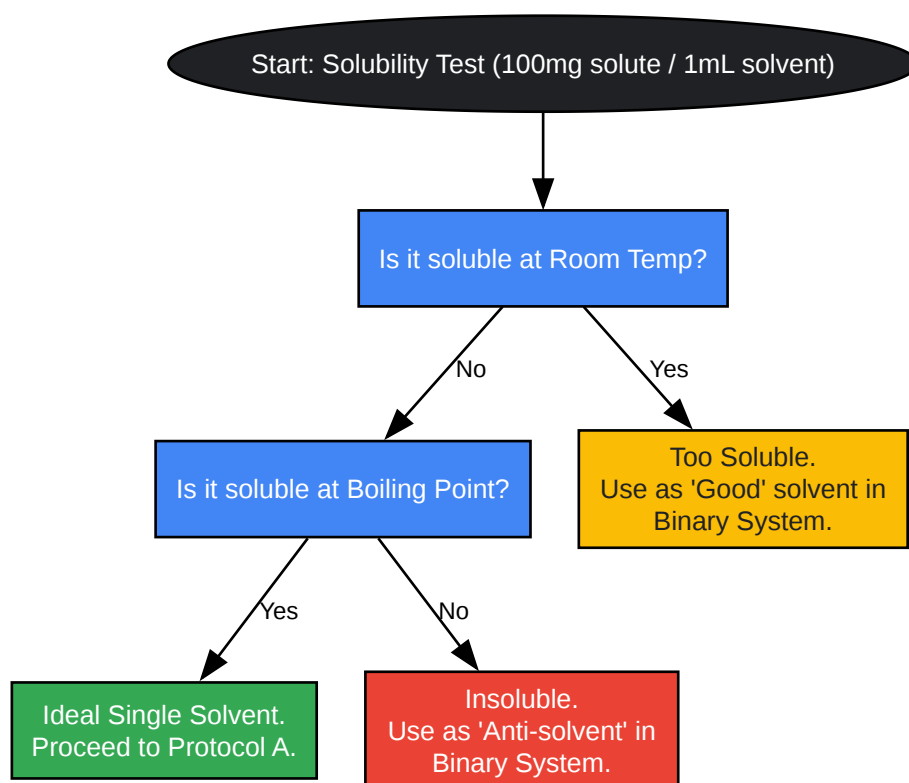 Start: Solubility Test (100mg solute / 1mL solvent)
Is it soluble at Room Temp?
No
Yes
Is it soluble at Boiling Point?
Too Soluble.
Use as 'Good' solvent in
Binary System.
Yes
No
Ideal Single Solvent.
Proceed to Protocol A.
Insoluble.
Use as 'Anti-solvent' in
Binary System.